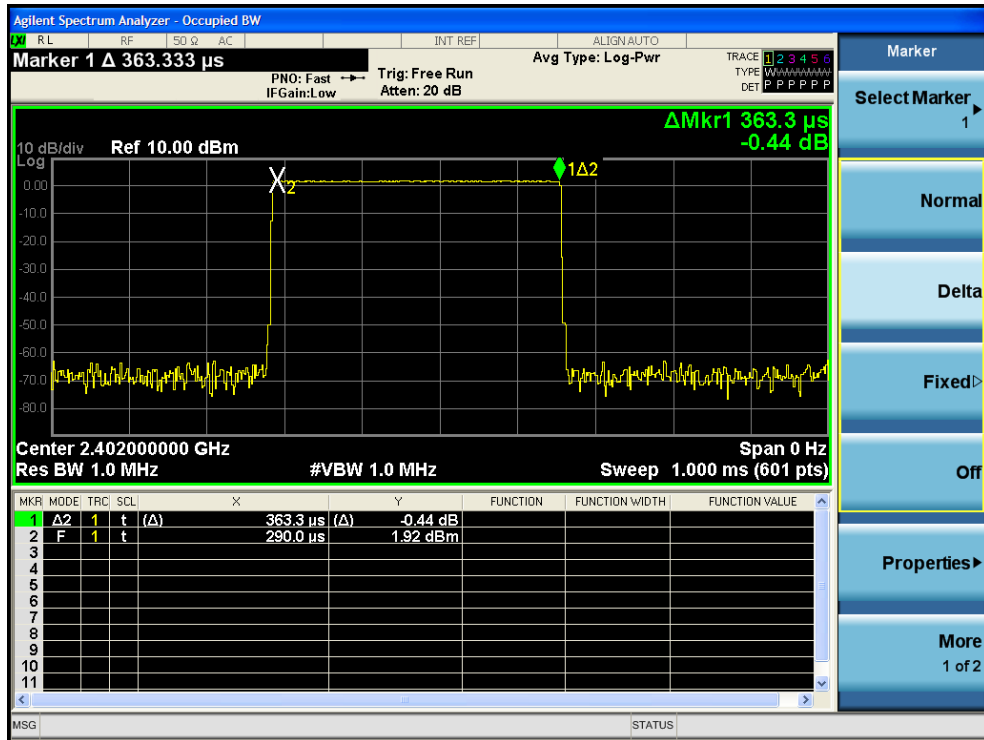 Agilent Spectrum Analyzer - Occupied BW
LXI RL RF 50 Ω AC INT REF ALIGN AUTO
Marker 1 Δ 363.333 µs
PNO: Fast
IFGain:Low
Trig: Free Run
Atten: 20 dB
Avg Type: Log-Pwr
TRACE 1 2 3 4 5 6
TYPE
DET P P P P P P
ΔMkr1 363.3 µs
-0.44 dB
10 dB/div Ref 10.00 dBm
Log
0.00
-10.0
-20.0
-30.0
-40.0
-50.0
-60.0
-70.0
-80.0
2
1Δ2
Center 2.402000000 GHz Span 0 Hz
Res BW 1.0 MHz #VBW 1.0 MHz Sweep 1.000 ms (601 pts)
MKR MODE TRC SCL X Y FUNCTION FUNCTION WIDTH FUNCTION VALUE
1 Δ2 1 t (Δ) 363.3 µs (Δ) -0.44 dB
2 F 1 t 290.0 µs 1.92 dBm
3
4
5
6
7
8
9
10
11
MSG STATUS
Marker
Select Marker
1
Normal
Delta
Fixed
Off
Properties
More
1 of 2